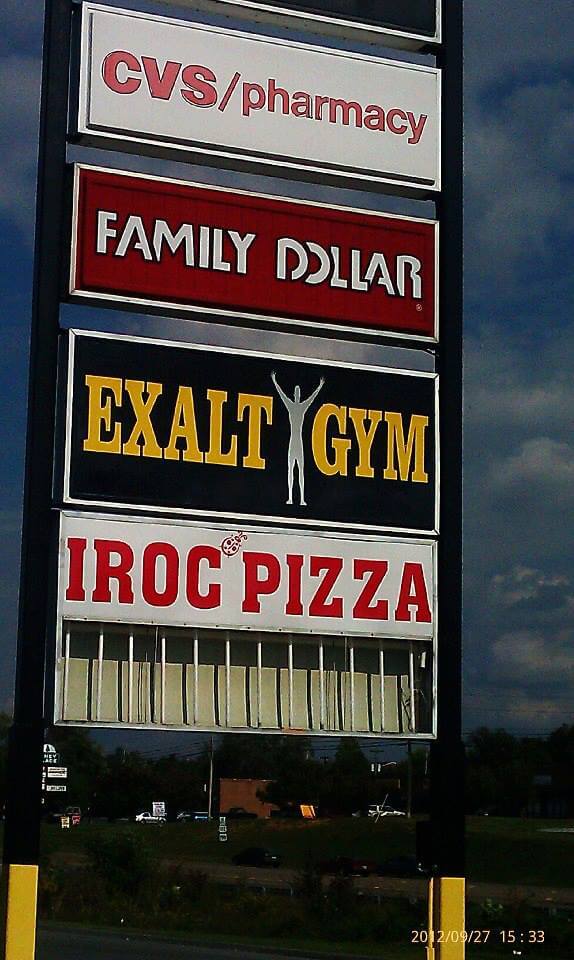 CVS/pharmacy
FAMILY DOLLAR®
EXALT GYM
IROC PIZZA
2012/09/27 15:33